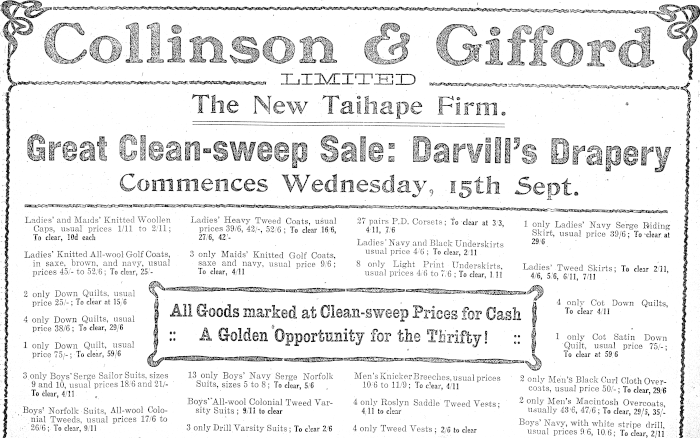 Collinson & Gifford
LIMITED
The New Taihape Firm.
Great Clean-sweep Sale: Darvill's Drapery
Commences Wednesday, 15th Sept.
Ladies' and Maids' Knitted Woollen
Caps, usual prices 1/11 to 2/11;
To clear, 10d each
Ladies' Knitted All-wool Golf Coats,
in saxe, brown, and navy, usual
prices 45/- to 52/6; To clear, 25/-
2 only Down Quilts, usual
price 25/-; To clear at 15/6
4 only Down Quilts, usual
price 38/6; To clear, 29/6
1 only Down Quilt, usual
price, 75/-; To clear, 59/6
3 only Boys' Serge Sailor Suits, sizes
9 and 10, usual prices 18/6 and 21/-
To clear, 4/11
Boys' Norfolk Suits, All-wool Colo-
nial Tweeds, usual prices 17/6 to
26/6; To clear, 9/11
Ladies' Heavy Tweed Coats, usual
prices 39/6, 42/-, 52/6; To clear 16/6,
27/6, 42/-
3 only Maids' Knitted Golf Coats,
saxe and navy, usual price 9/6;
To clear, 4/11
All Goods marked at Clean-sweep Prices for Cash
:: A Golden Opportunity for the Thrifty! ::
13 only Boys' Navy Serge Norfolk
Suits, sizes 5 to 8; To clear, 5/6
Boys' All-wool Colonial Tweed Var-
sity Suits; 9/11 to clear
3 only Drill Varsity Suits; To clear 2/6
27 pairs P.D. Corsets; To clear at 3/3,
4/11, 7/6
Ladies' Navy and Black Underskirts
usual price 4/6; To clear, 2/11
8 only Light Print Underskirts,
usual prices 4/6 to 7/6; To clear, 1/11
Men's Knicker Breeches, usual prices
10/6 to 11/9; To clear, 4/11
4 only Roslyn Saddle Tweed Vests;
4/11 to clear
4 only Tweed Vests; To clear, 2/6
1 only Ladies' Navy Serge Riding
Skirt, usual price 39/6; To clear at
29/6
Ladies' Tweed Skirts; To clear 2/11,
4/6, 5/6, 6/11, 7/11
4 only Cot Down Quilts,
To clear 4/11
1 only Cot Satin Down
Quilt, usual price 75/-;
To clear at 59/6
2 only Men's Black Curl Cloth Over-
coats, usual price 50/-; To clear, 29/6
2 only Men's Macintosh Overcoats,
usually 43/6, 47/6; To clear, 29/5, 35/-
Boys' Navy, with white stripe drill,
usual prices 9/6, 10/6; To clear, 2/11